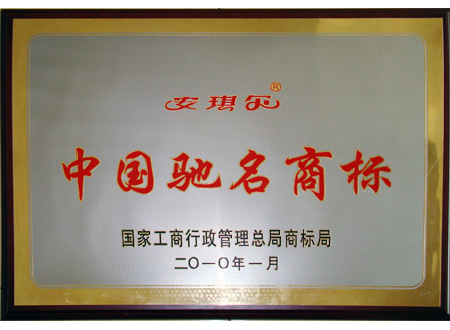 安琪尔®
中国驰名商标
国家工商行政管理总局商标局
二〇一〇年一月